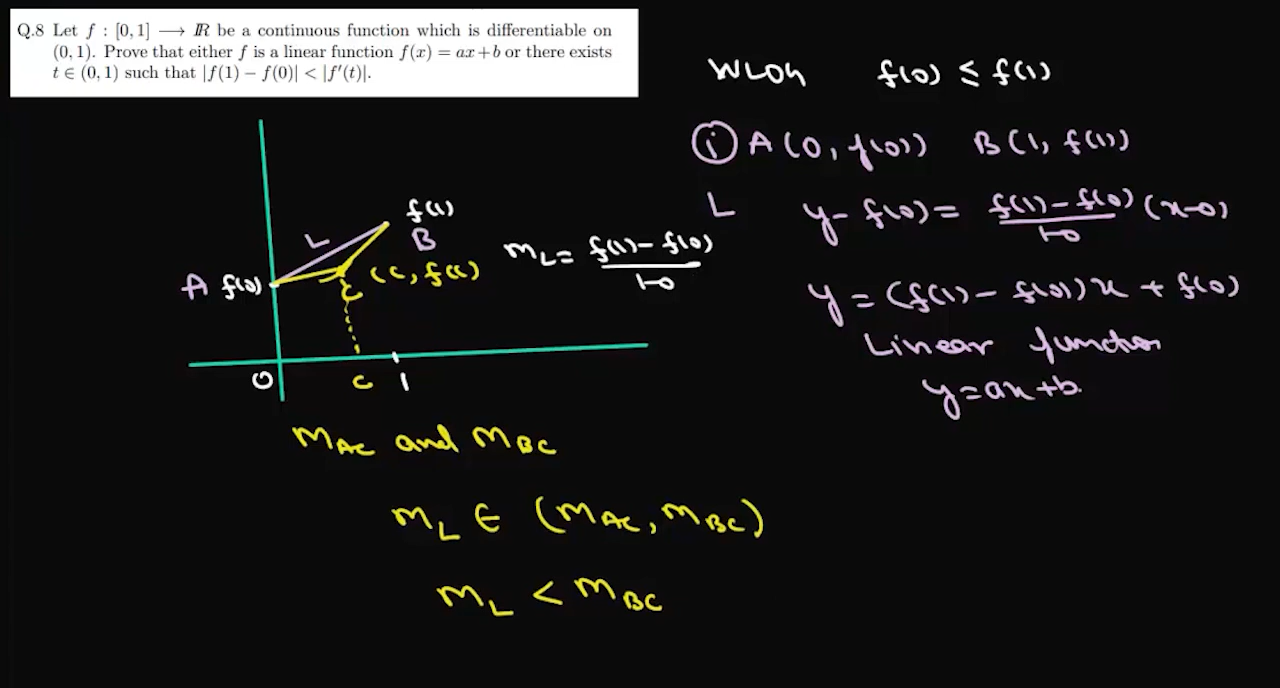 Q.8 Let f : [0, 1] ⟶ ℝ be a continuous function which is differentiable on
(0, 1). Prove that either f is a linear function f(x) = ax + b or there exists
t ∈ (0, 1) such that |f(1) − f(0)| < |f′(t)|.
WLOG f(0) ≤ f(1)
(i) A(0, f(0)) B(1, f(1))
L y - f(0) = f(1) - f(0) / 1-0 (x-0)
y = (f(1) - f(0))x + f(0)
Linear function
y = ax + b.
f(1)
L B
m_L = f(1) - f(0) / 1-0
A f(0) (c, f(c))
C
0 c 1
m_AC and m_BC
m_L ∈ (m_AC, m_BC)
m_L < m_BC